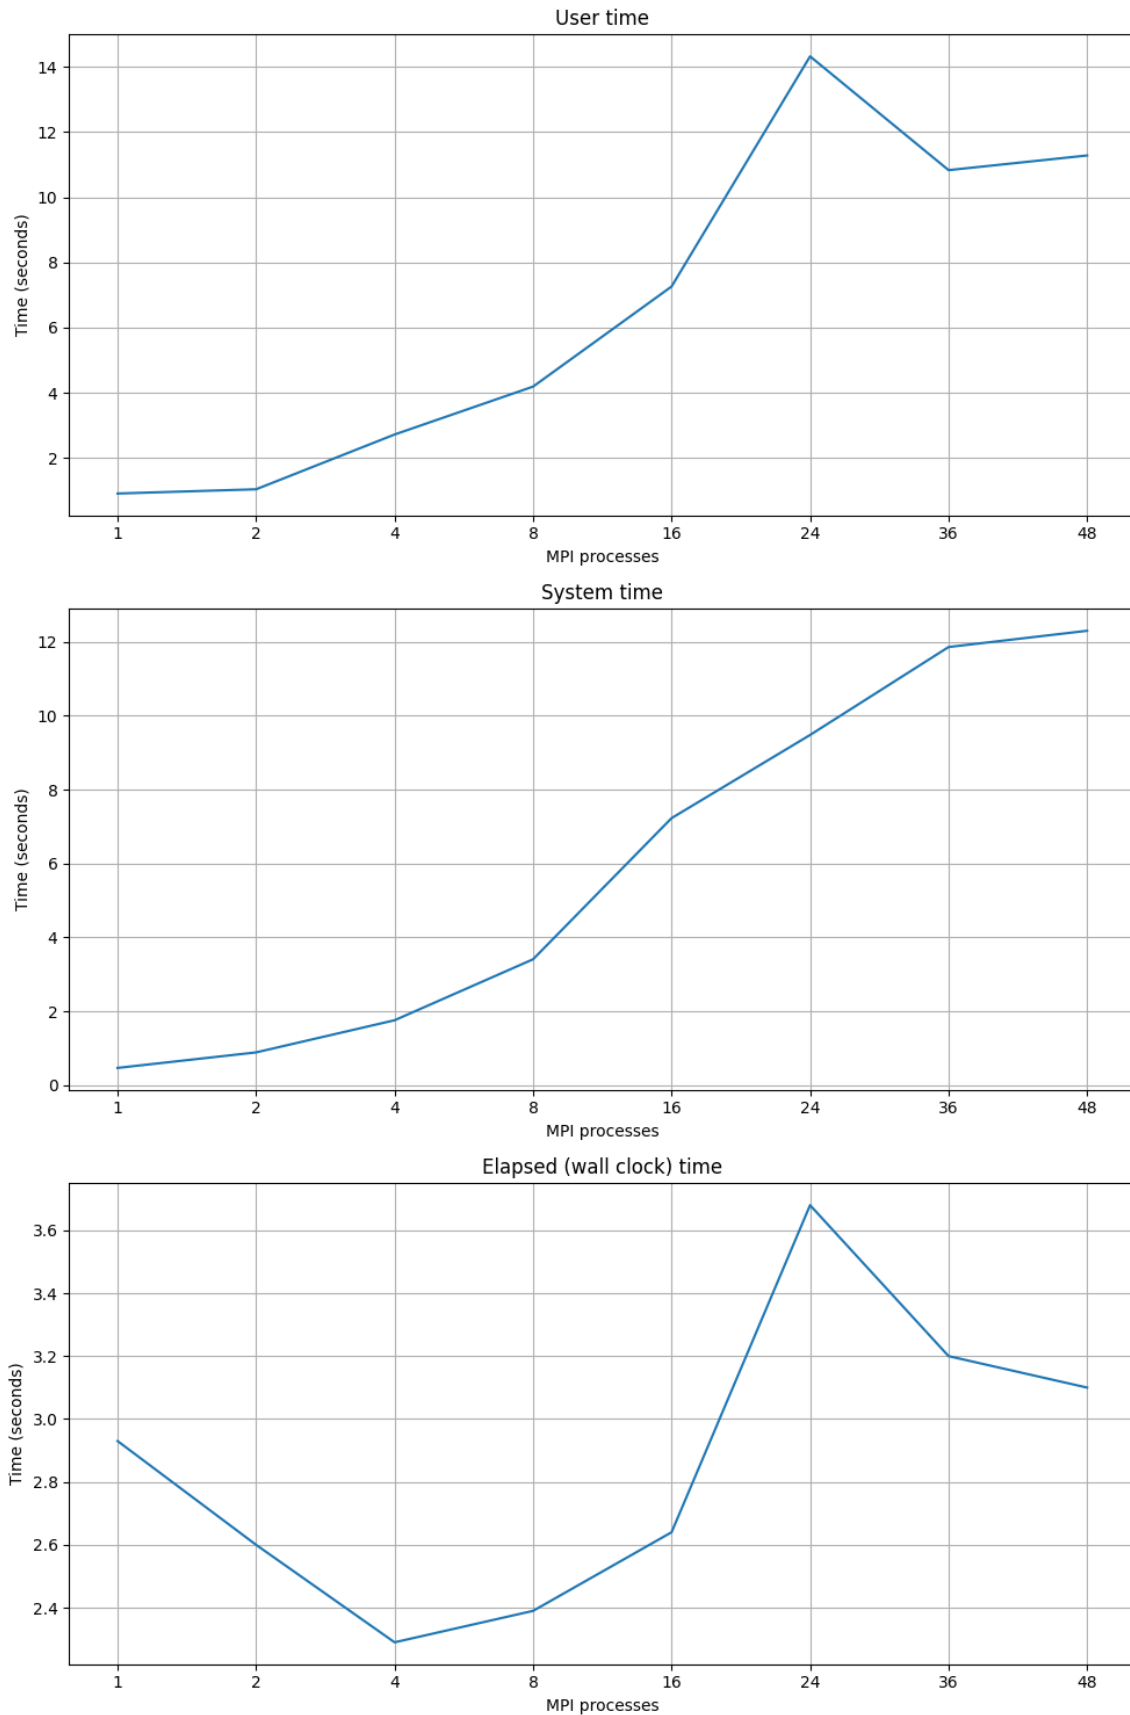 User time
14
12
10
8
6
4
2
Time (seconds)
1 2 4 8 16 24 36 48
MPI processes
System time
12
10
8
6
4
2
0
Time (seconds)
1 2 4 8 16 24 36 48
MPI processes
Elapsed (wall clock) time
3.6
3.4
3.2
3.0
2.8
2.6
2.4
Time (seconds)
1 2 4 8 16 24 36 48
MPI processes